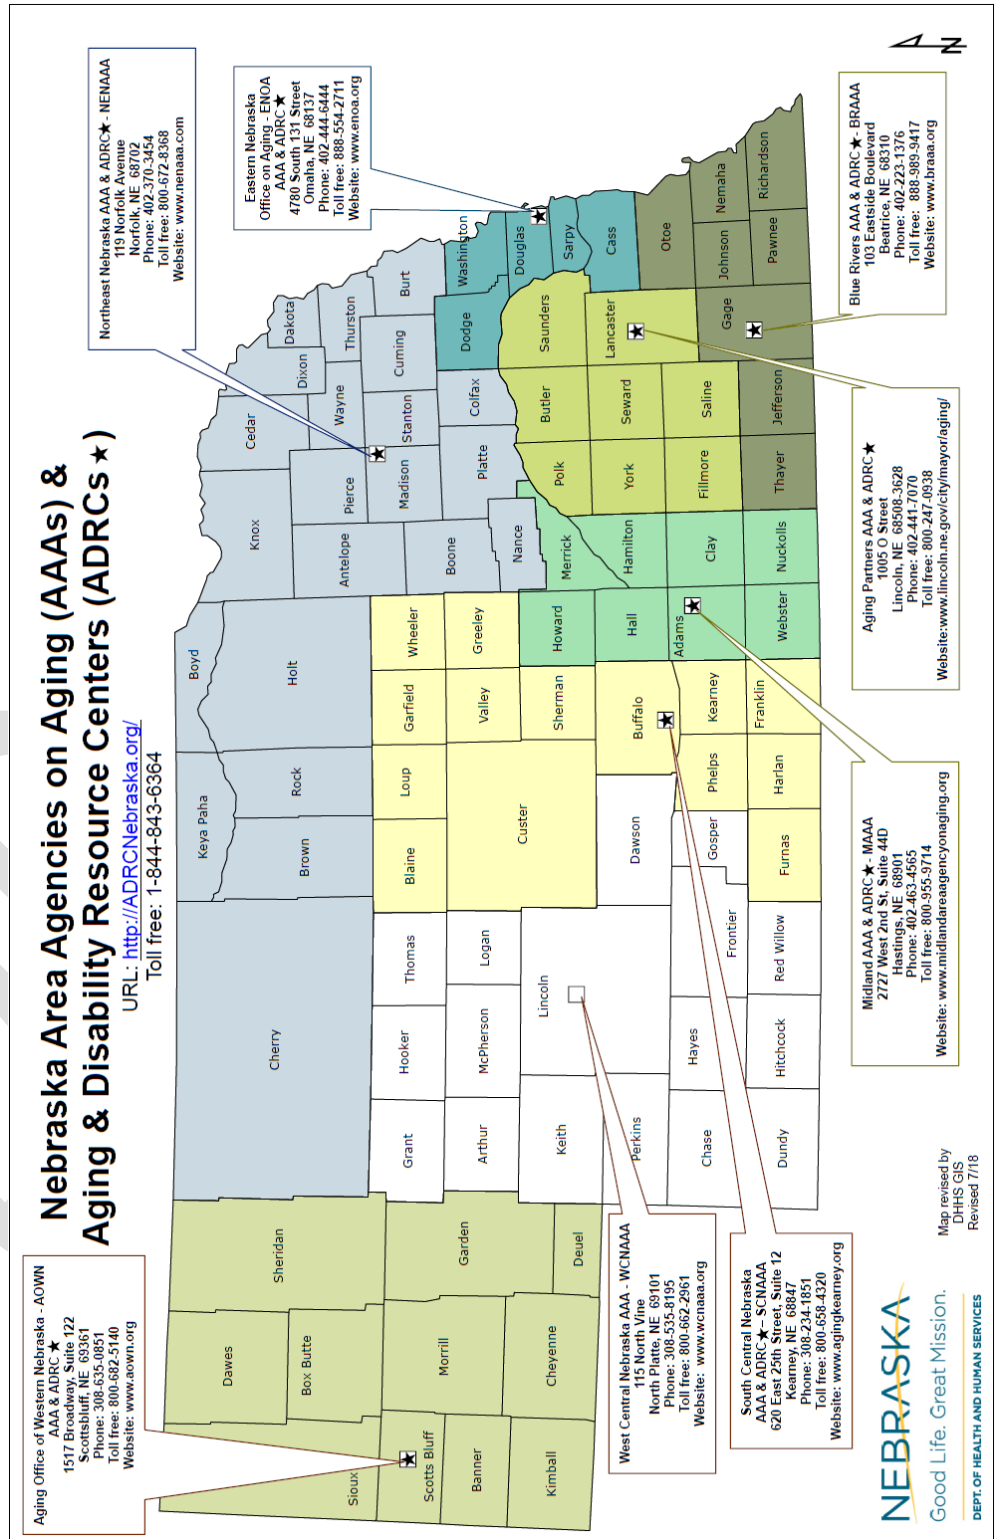 Nebraska Area Agencies on Aging (AAAs) &
Aging & Disability Resource Centers (ADRCs ★)
URL: http://ADRCNebraska.org/
Toll free: 1-844-843-6364
Aging Office of Western Nebraska - AOWN
AAA & ADRC ★
1517 Broadway, Suite 122
Scottsbluff, NE 69361
Phone: 308-635-0851
Toll free: 800-682-5140
Website: www.aown.org
Northeast Nebraska AAA & ADRC★ - NENAAA
119 Norfolk Avenue
Norfolk, NE 68702
Phone: 402-370-3454
Toll free: 800-672-8368
Website: www.nenaaa.com
Eastern Nebraska
Office on Aging - ENOA
AAA & ADRC★
4780 South 131 Street
Omaha, NE 68137
Phone: 402-444-6444
Toll free: 888-554-2711
Website: www.enoa.org
Sioux
Dawes
Sheridan
Box Butte
Scotts Bluff
Morrill
Garden
Banner
Kimball
Cheyenne
Deuel
Cherry
Keya Paha
Boyd
Brown
Rock
Holt
Knox
Cedar
Dixon
Dakota
Antelope
Pierce
Wayne
Thurston
Boone
Madison
Stanton
Cuming
Burt
Nance
Platte
Colfax
Dodge
Washington
Douglas
Sarpy
Cass
Grant
Hooker
Thomas
Blaine
Loup
Garfield
Wheeler
Arthur
McPherson
Logan
Custer
Valley
Greeley
Keith
Lincoln
Sherman
Howard
Merrick
Polk
Butler
Saunders
Perkins
Dawson
Buffalo
Hall
Hamilton
York
Seward
Lancaster
Otoe
Chase
Hayes
Frontier
Gosper
Phelps
Kearney
Adams
Clay
Fillmore
Saline
Gage
Johnson
Nemaha
Dundy
Hitchcock
Red Willow
Furnas
Harlan
Franklin
Webster
Nuckolls
Thayer
Jefferson
Pawnee
Richardson
West Central Nebraska AAA - WCNAAA
115 North Vine
North Platte, NE 69101
Phone: 308-535-8195
Toll free: 800-662-2961
Website: www.wcnaaa.org
South Central Nebraska
AAA & ADRC★ – SCNAAA
620 East 25th Street, Suite 12
Kearney, NE 68847
Phone: 308-234-1851
Toll free: 800-658-4320
Website: www.agingkearney.org
Midland AAA & ADRC★ - MAAA
2727 West 2nd St, Suite 44D
Hastings, NE 68901
Phone: 402-463-4565
Toll free: 800-955-9714
Website: www.midlandareaagencyonaging.org
Aging Partners AAA & ADRC★
1005 O Street
Lincoln, NE 68508-3628
Phone: 402-441-7070
Toll free: 800-247-0938
Website:www.lincoln.ne.gov/city/mayor/aging/
Blue Rivers AAA & ADRC★ - BRAAA
103 Eastside Boulevard
Beatrice, NE 68310
Phone: 402-223-1376
Toll free: 888-989-9417
Website: www.braaa.org
N
NEBRASKA
Good Life. Great Mission.
DEPT. OF HEALTH AND HUMAN SERVICES
Map revised by
DHHS GIS
Revised 7/18